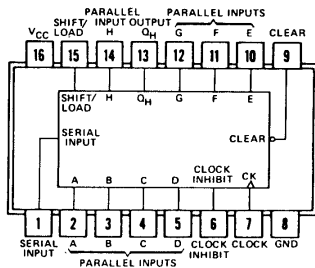 PARALLEL PARALLEL INPUTS
SHIFT/ INPUT OUTPUT
VCC LOAD H QH G F E CLEAR
16 15 14 13 12 11 10 9
SHIFT/ H QH G F E
LOAD
SERIAL
INPUT
CLEAR
CLOCK
A B C D INHIBIT CK
1 2 3 4 5 6 7 8
SERIAL A B C D CLOCK CLOCK GND
INPUT INHIBIT
PARALLEL INPUTS